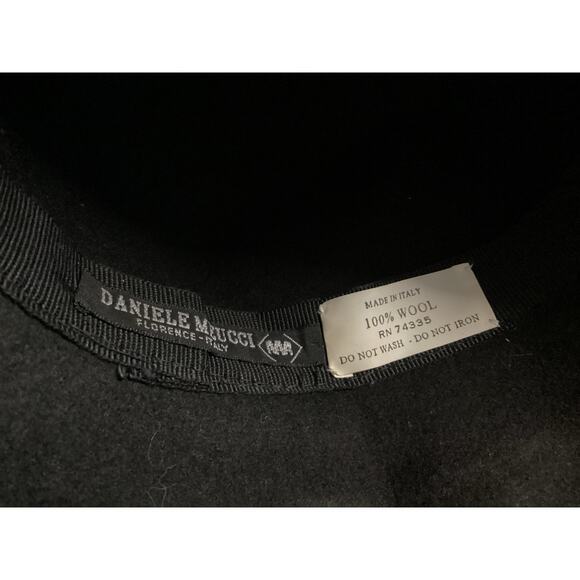 DANIELE MEUCCI
FLORENCE - ITALY
MADE IN ITALY
100% WOOL
RN 74335
DO NOT WASH - DO NOT IRON